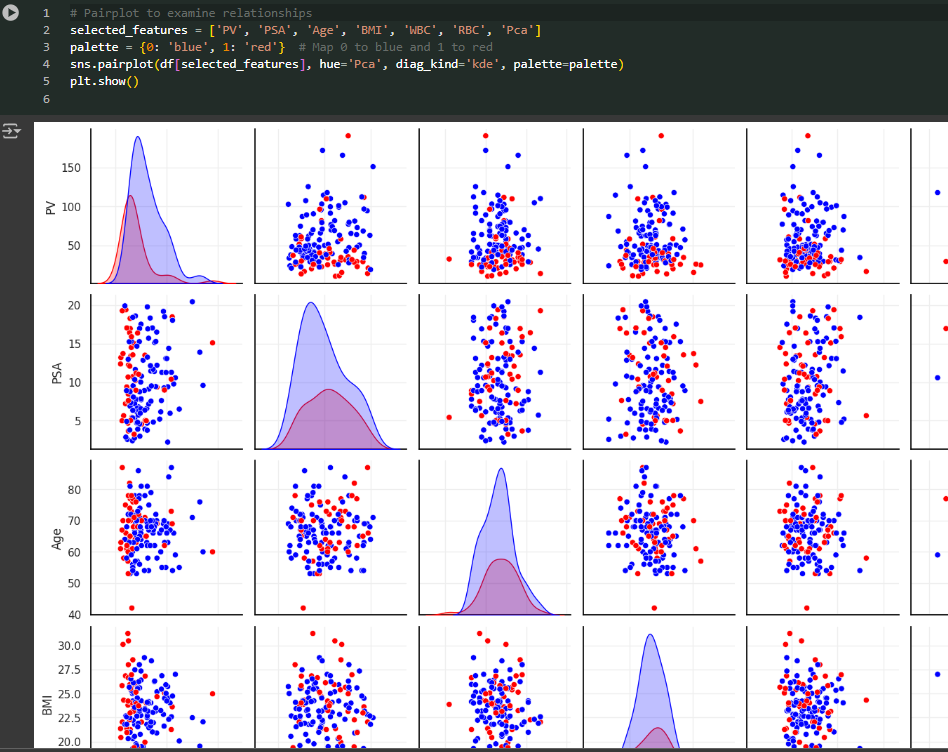 1 # Pairplot to examine relationships
2 selected_features = ['PV', 'PSA', 'Age', 'BMI', 'WBC', 'RBC', 'Pca']
3 palette = {0: 'blue', 1: 'red'} # Map 0 to blue and 1 to red
4 sns.pairplot(df[selected_features], hue='Pca', diag_kind='kde', palette=palette)
5 plt.show()
6
150
PV
100
50
20
15
PSA
10
5
80
70
Age
60
50
40
30.0
27.5
25.0
BMI
22.5
20.0